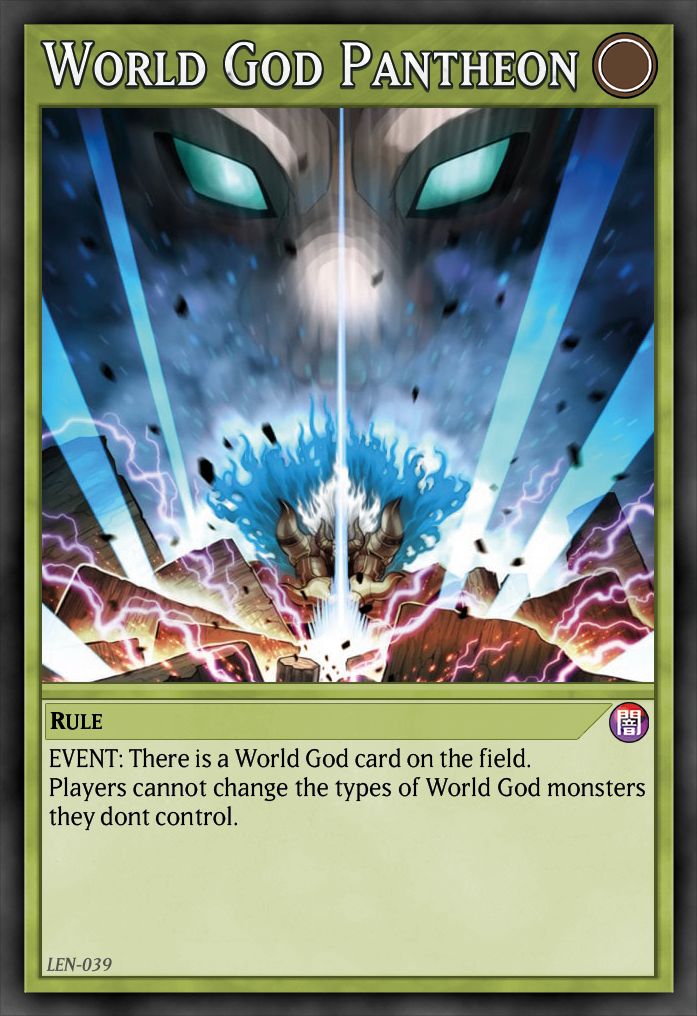 World God Pantheon
Rule
闇
EVENT: There is a World God card on the field.
Players cannot change the types of World God monsters
they dont control.
LEN-039